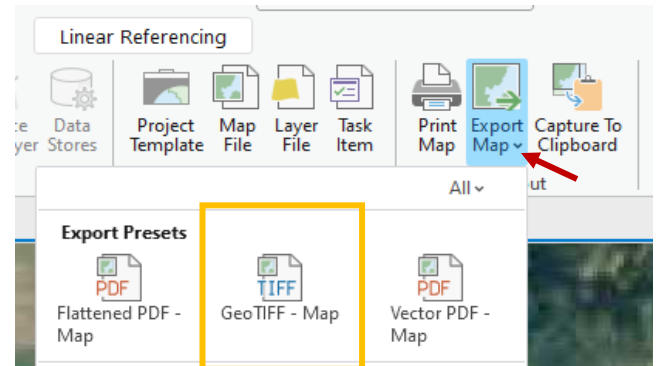 Linear Referencing
Data Project Map Layer Task Print Export Capture To
Stores Template File File Item Map Map Clipboard
All
Export Presets
PDF TIFF PDF
Flattened PDF - GeoTIFF - Map Vector PDF -
Map Map